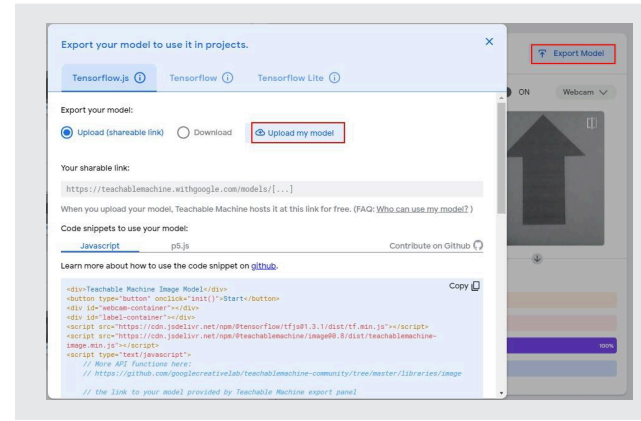 Export your model to use it in projects.
Export Model
Tensorflow.js
Tensorflow
Tensorflow Lite
ON
Webcam
Export your model:
Upload (shareable link)
Download
Upload my model
Your sharable link:
https://teachablemachine.withgoogle.com/models/[...]
When you upload your model, Teachable Machine hosts it at this link for free. (FAQ: Who can use my model? )
Code snippets to use your model:
Javascript
p5.js
Contribute on Github
Learn more about how to use the code snippet on github.
Copy
<div>Teachable Machine Image Model</div>
<button type="button" onclick="init()">Start</button>
<div id="webcam-container"></div>
<div id="label-container"></div>
<script src="https://cdn.jsdelivr.net/npm/@tensorflow/tfjs@1.3.1/dist/tf.min.js"></script>
<script src="https://cdn.jsdelivr.net/npm/@teachablemachine/image@0.8/dist/teachablemachine-
image.min.js"></script>
<script type="text/javascript">
// More API functions here:
// https://github.com/googlecreativelab/teachablemachine-community/tree/master/libraries/image
// the link to your model provided by Teachable Machine export panel
100%